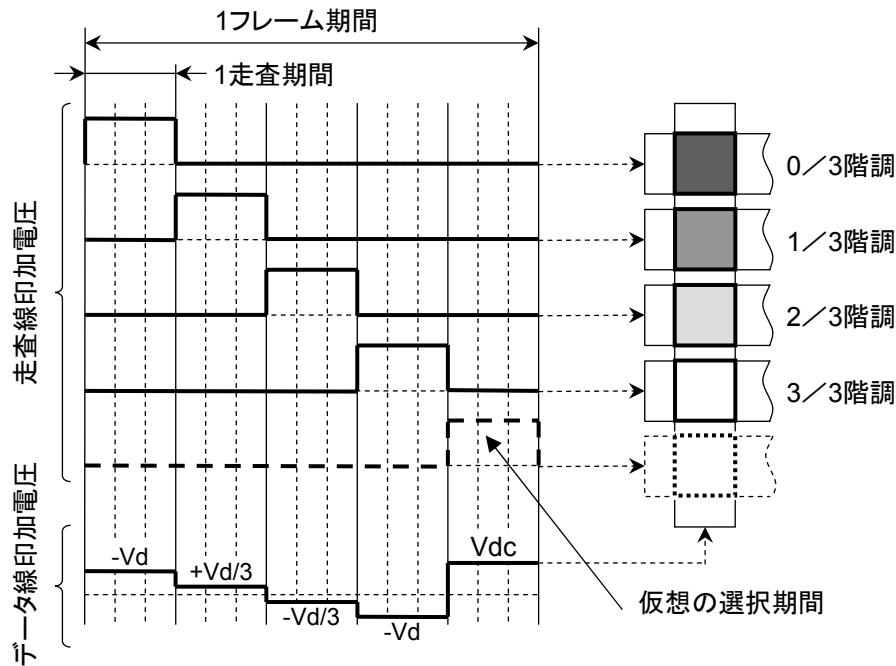 1フレーム期間
1走査期間
走査線印加電圧
0／3階調
1／3階調
2／3階調
3／3階調
データ線印加電圧
-Vd
+Vd/3
-Vd/3
-Vd
Vdc
仮想の選択期間